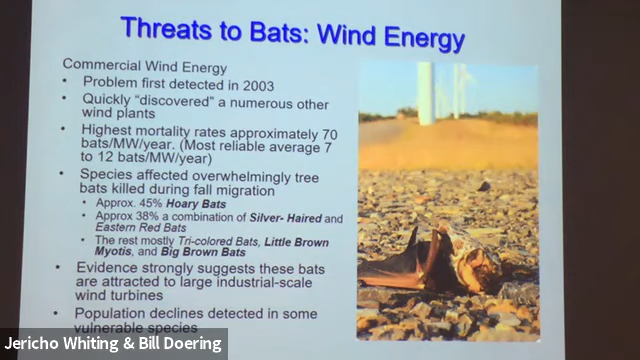 Threats to Bats: Wind Energy
Commercial Wind Energy
• Problem first detected in 2003
• Quickly “discovered” a numerous other
wind plants
• Highest mortality rates approximately 70
bats/MW/year. (Most reliable average 7
to 12 bats/MW/year)
• Species affected overwhelmingly tree
bats killed during fall migration
• Approx. 45% Hoary Bats
• Approx 38% a combination of Silver- Haired and
Eastern Red Bats
• The rest mostly Tri-colored Bats, Little Brown
Myotis, and Big Brown Bats
• Evidence strongly suggests these bats
are attracted to large industrial-scale
wind turbines
• Population declines detected in some
vulnerable species
Jericho Whiting & Bill Doering